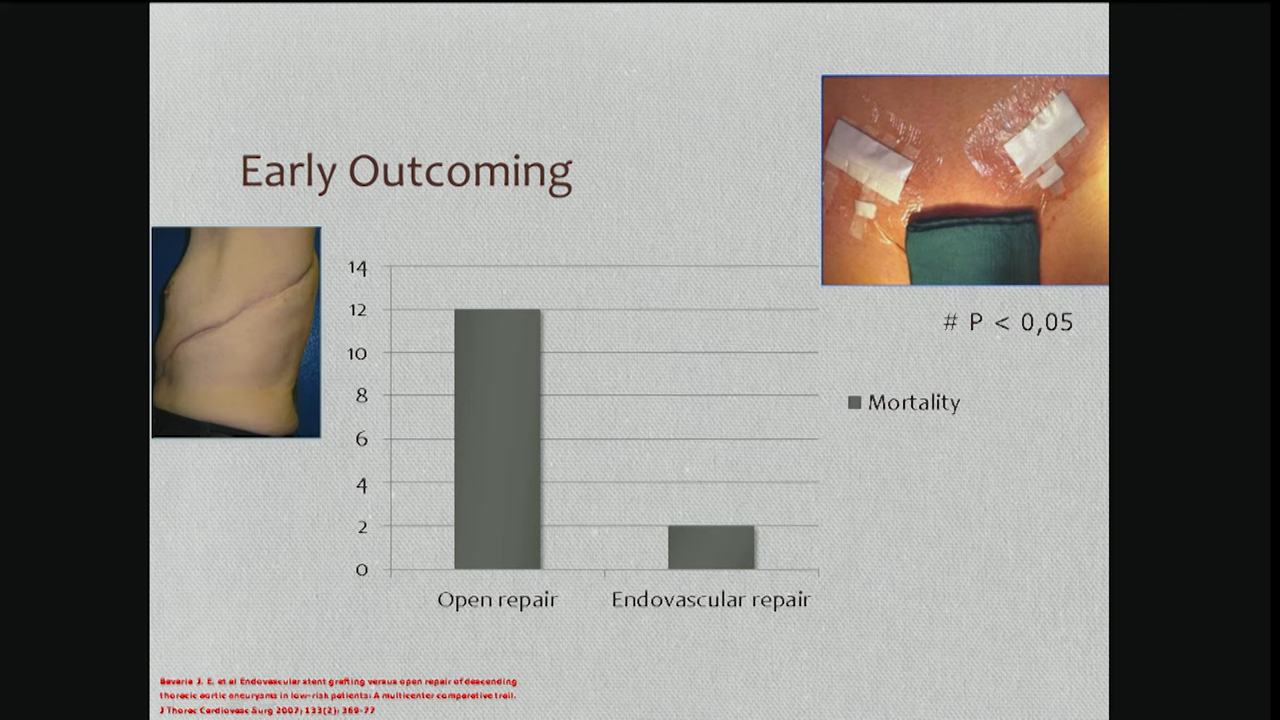 Early Outcoming
14
12
10
8
6
4
2
0
Open repair
Endovascular repair
# P < 0,05
Mortality
Bavaria J. E. et al Endovascular stent grafting versus open repair of descending
thoracic aortic aneurysms in low-risk patients: A multicenter comparative trail.
J Thorac Cardiovasc Surg 2007; 133(2): 369-77